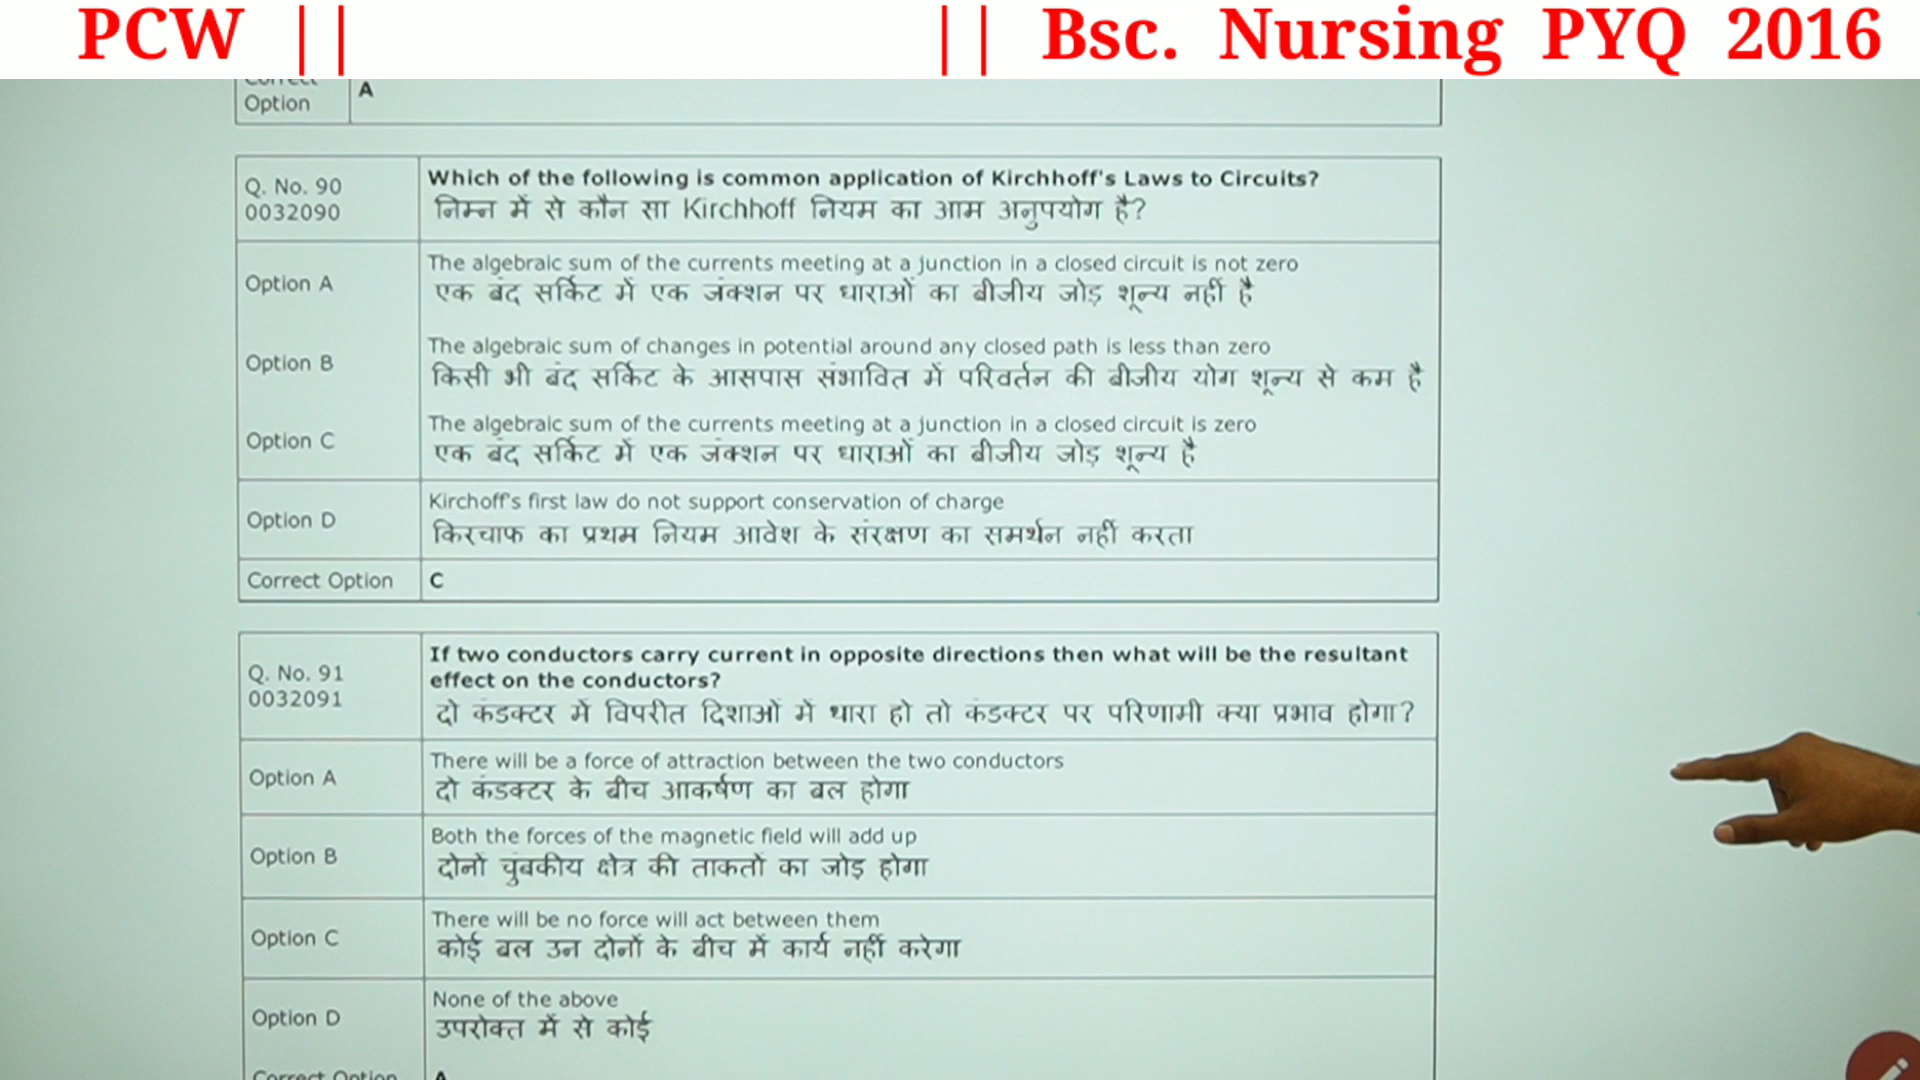 PCW || || Bsc. Nursing PYQ 2016
Correct
Option
A
Q. No. 90
0032090
Which of the following is common application of Kirchhoff's Laws to Circuits?
निम्न में से कौन सा Kirchhoff नियम का आम अनुपयोग है?
Option A
The algebraic sum of the currents meeting at a junction in a closed circuit is not zero
एक बंद सर्किट में एक जंक्शन पर धाराओं का बीजीय जोड़ शून्य नहीं है
Option B
The algebraic sum of changes in potential around any closed path is less than zero
किसी भी बंद सर्किट के आसपास संभावित में परिवर्तन की बीजीय योग शून्य से कम है
Option C
The algebraic sum of the currents meeting at a junction in a closed circuit is zero
एक बंद सर्किट में एक जंक्शन पर धाराओं का बीजीय जोड़ शून्य है
Option D
Kirchoff's first law do not support conservation of charge
किरचाफ का प्रथम नियम आवेश के संरक्षण का समर्थन नहीं करता
Correct Option
C
Q. No. 91
0032091
If two conductors carry current in opposite directions then what will be the resultant
effect on the conductors?
दो कंडक्टर में विपरीत दिशाओं में धारा हो तो कंडक्टर पर परिणामी क्या प्रभाव होगा?
Option A
There will be a force of attraction between the two conductors
दो कंडक्टर के बीच आकर्षण का बल होगा
Option B
Both the forces of the magnetic field will add up
दोनों चुंबकीय क्षेत्र की ताकतों का जोड़ होगा
Option C
There will be no force will act between them
कोई बल उन दोनों के बीच में कार्य नहीं करेगा
Option D
None of the above
उपरोक्त में से कोई
Correct Option
A